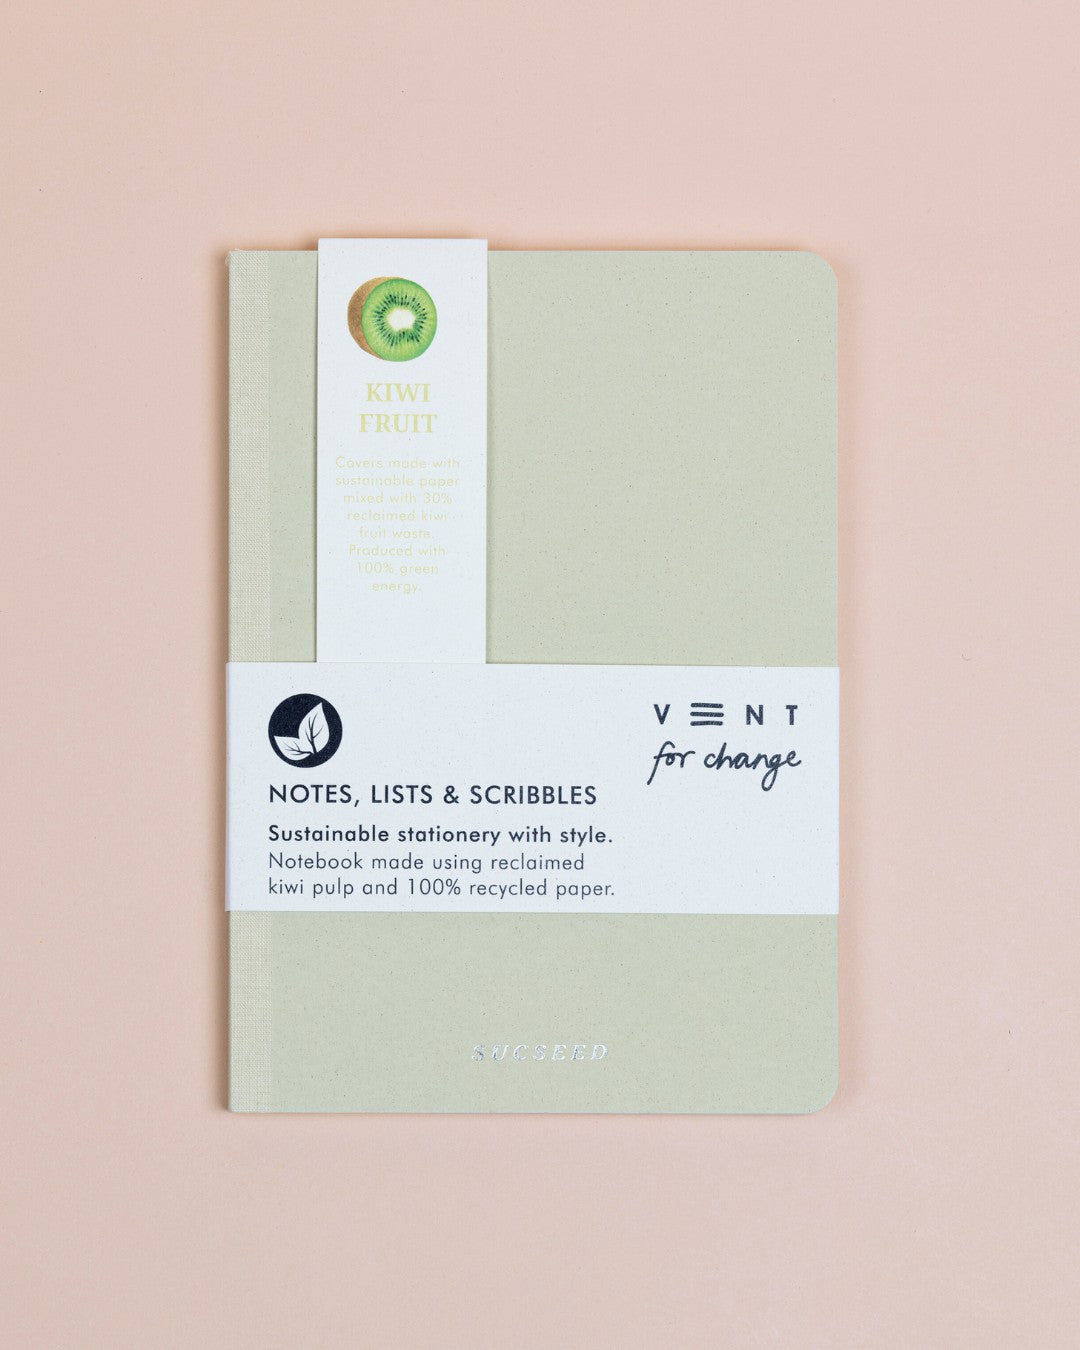 KIWI
FRUIT
Covers made with
sustainable paper
mixed with 30%
reclaimed kiwi
fruit waste.
Produced with
100% green
energy.
VENT
for change
NOTES, LISTS & SCRIBBLES
Sustainable stationery with style.
Notebook made using reclaimed
kiwi pulp and 100% recycled paper.
SUCSEED